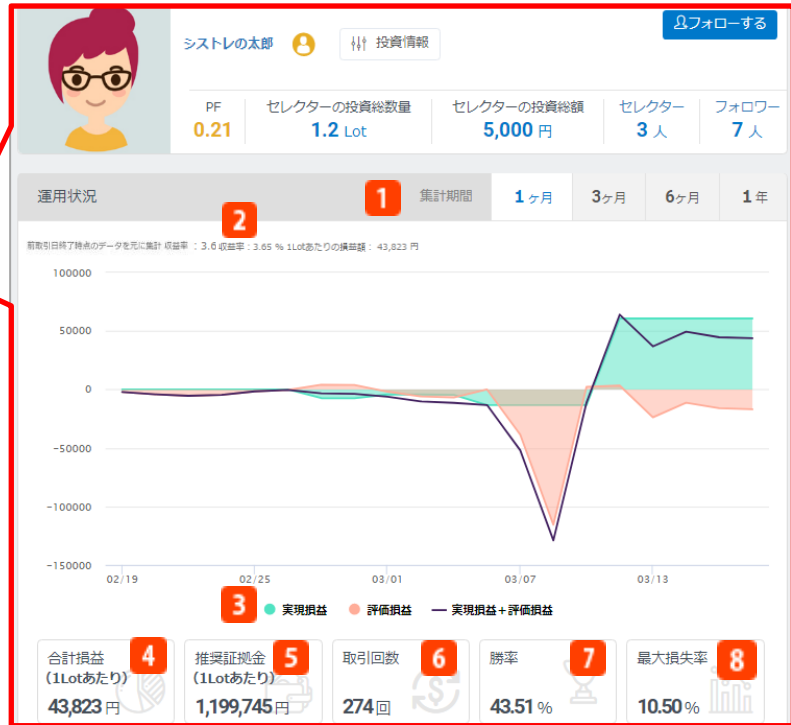 シストレの太郎 投資情報 フォローする
PF セレクターの投資総数量 セレクターの投資総額 セレクター フォロワー
0.21 1.2 Lot 5,000 円 3 人 7 人
運用状況 1 集計期間 1ヶ月 3ヶ月 6ヶ月 1年
2
前取引日終了時点のデータを元に集計 収益率 : 3.6 収益率 : 3.65 % 1Lotあたりの損益額 : 43,823 円
100000
50000
0
-50000
-100000
-150000
02/19 02/25 03/01 03/07 03/13
3 実現損益 評価損益 実現損益+評価損益
合計損益 4 推奨証拠金 5 取引回数 6 勝率 7 最大損失率 8
(1Lotあたり) (1Lotあたり)
43,823 円 1,199,745 円 274 回 43.51 % 10.50 %